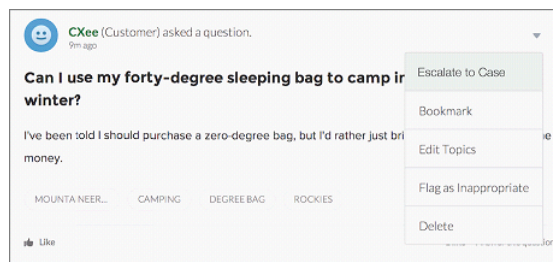 CXee (Customer) asked a question.
9m ago
Can I use my forty-degree sleeping bag to camp in
winter?
I've been told I should purchase a zero-degree bag, but I'd rather just bri
money.
MOUNTA NEER... CAMPING DEGREE BAG ROCKIES
Like
Escalate to Case
Bookmark
Edit Topics
Flag as Inappropriate
Delete